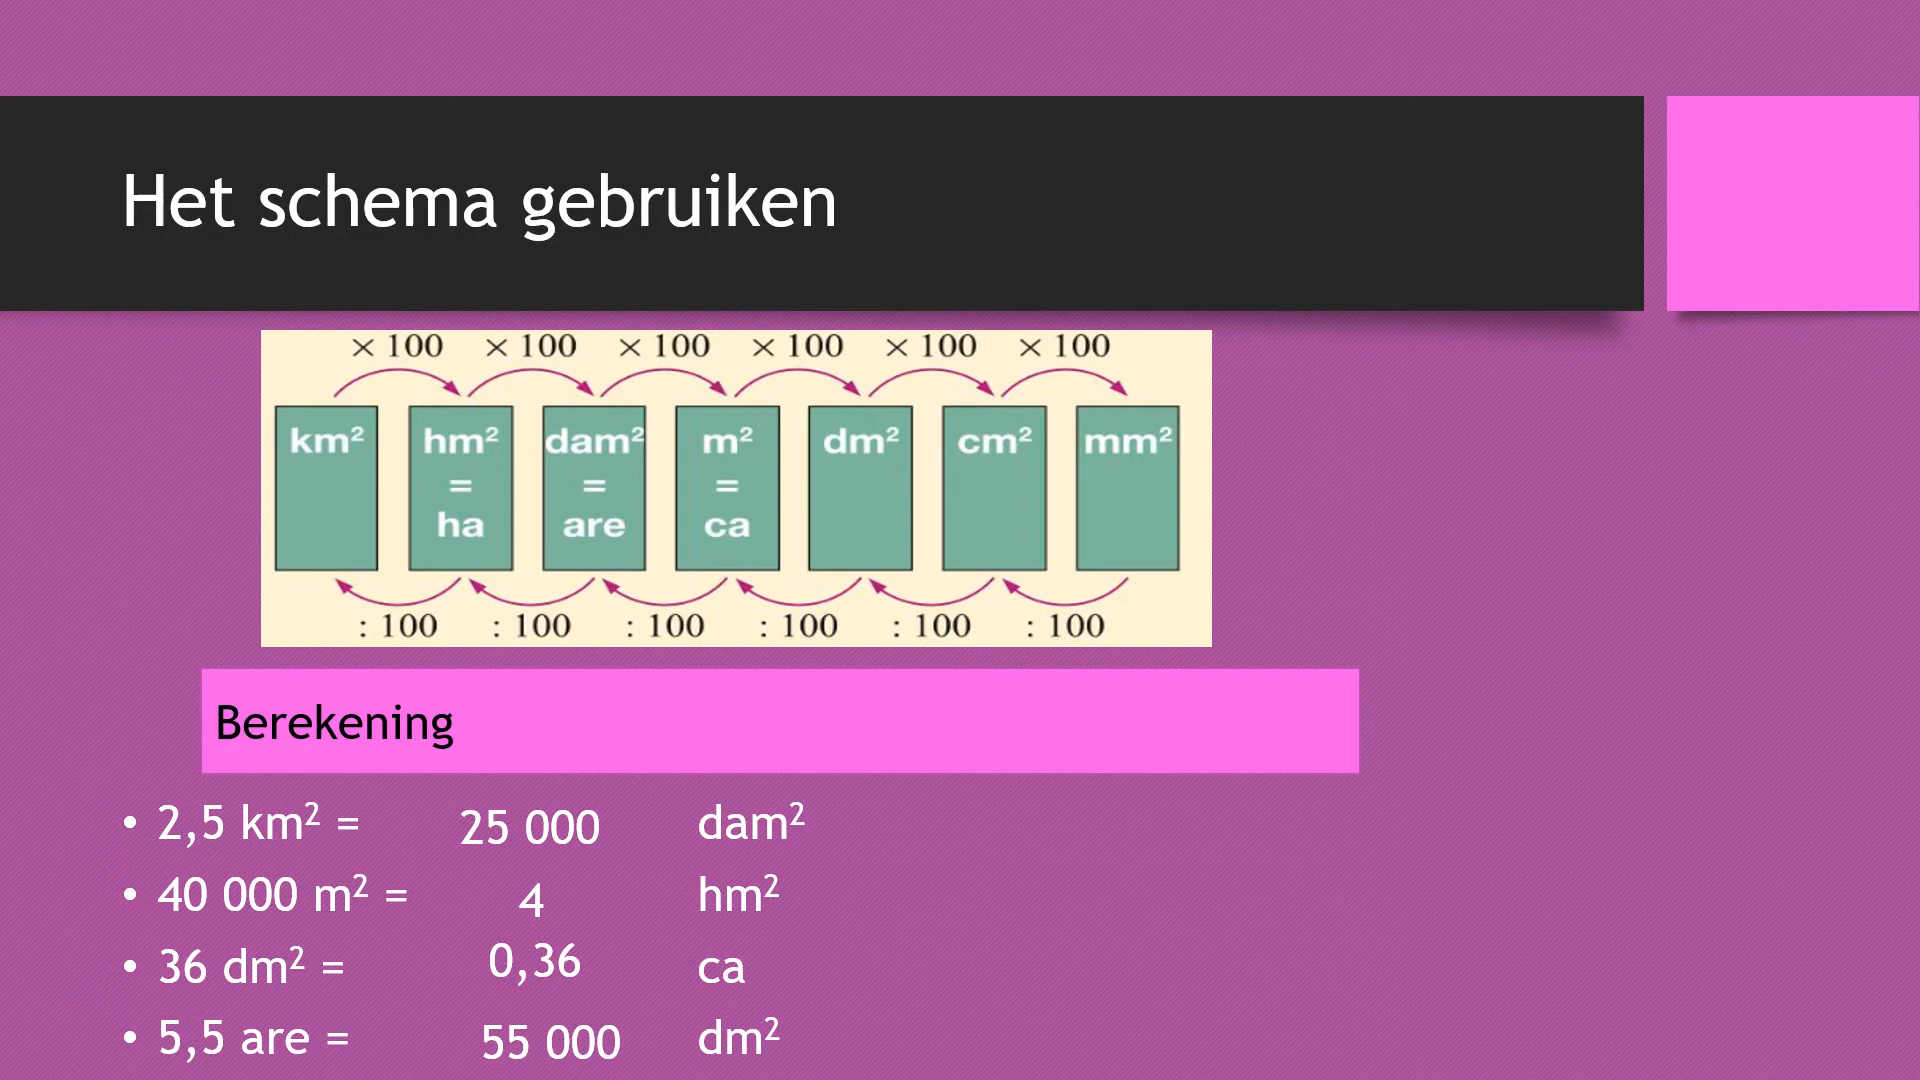 Het schema gebruiken
× 100 × 100 × 100 × 100 × 100 × 100
km² hm² dam² m² dm² cm² mm²
= = =
ha are ca
: 100 : 100 : 100 : 100 : 100 : 100
Berekening
• 2,5 km² = 25 000 dam²
• 40 000 m² = 4 hm²
• 36 dm² = 0,36 ca
• 5,5 are = 55 000 dm²